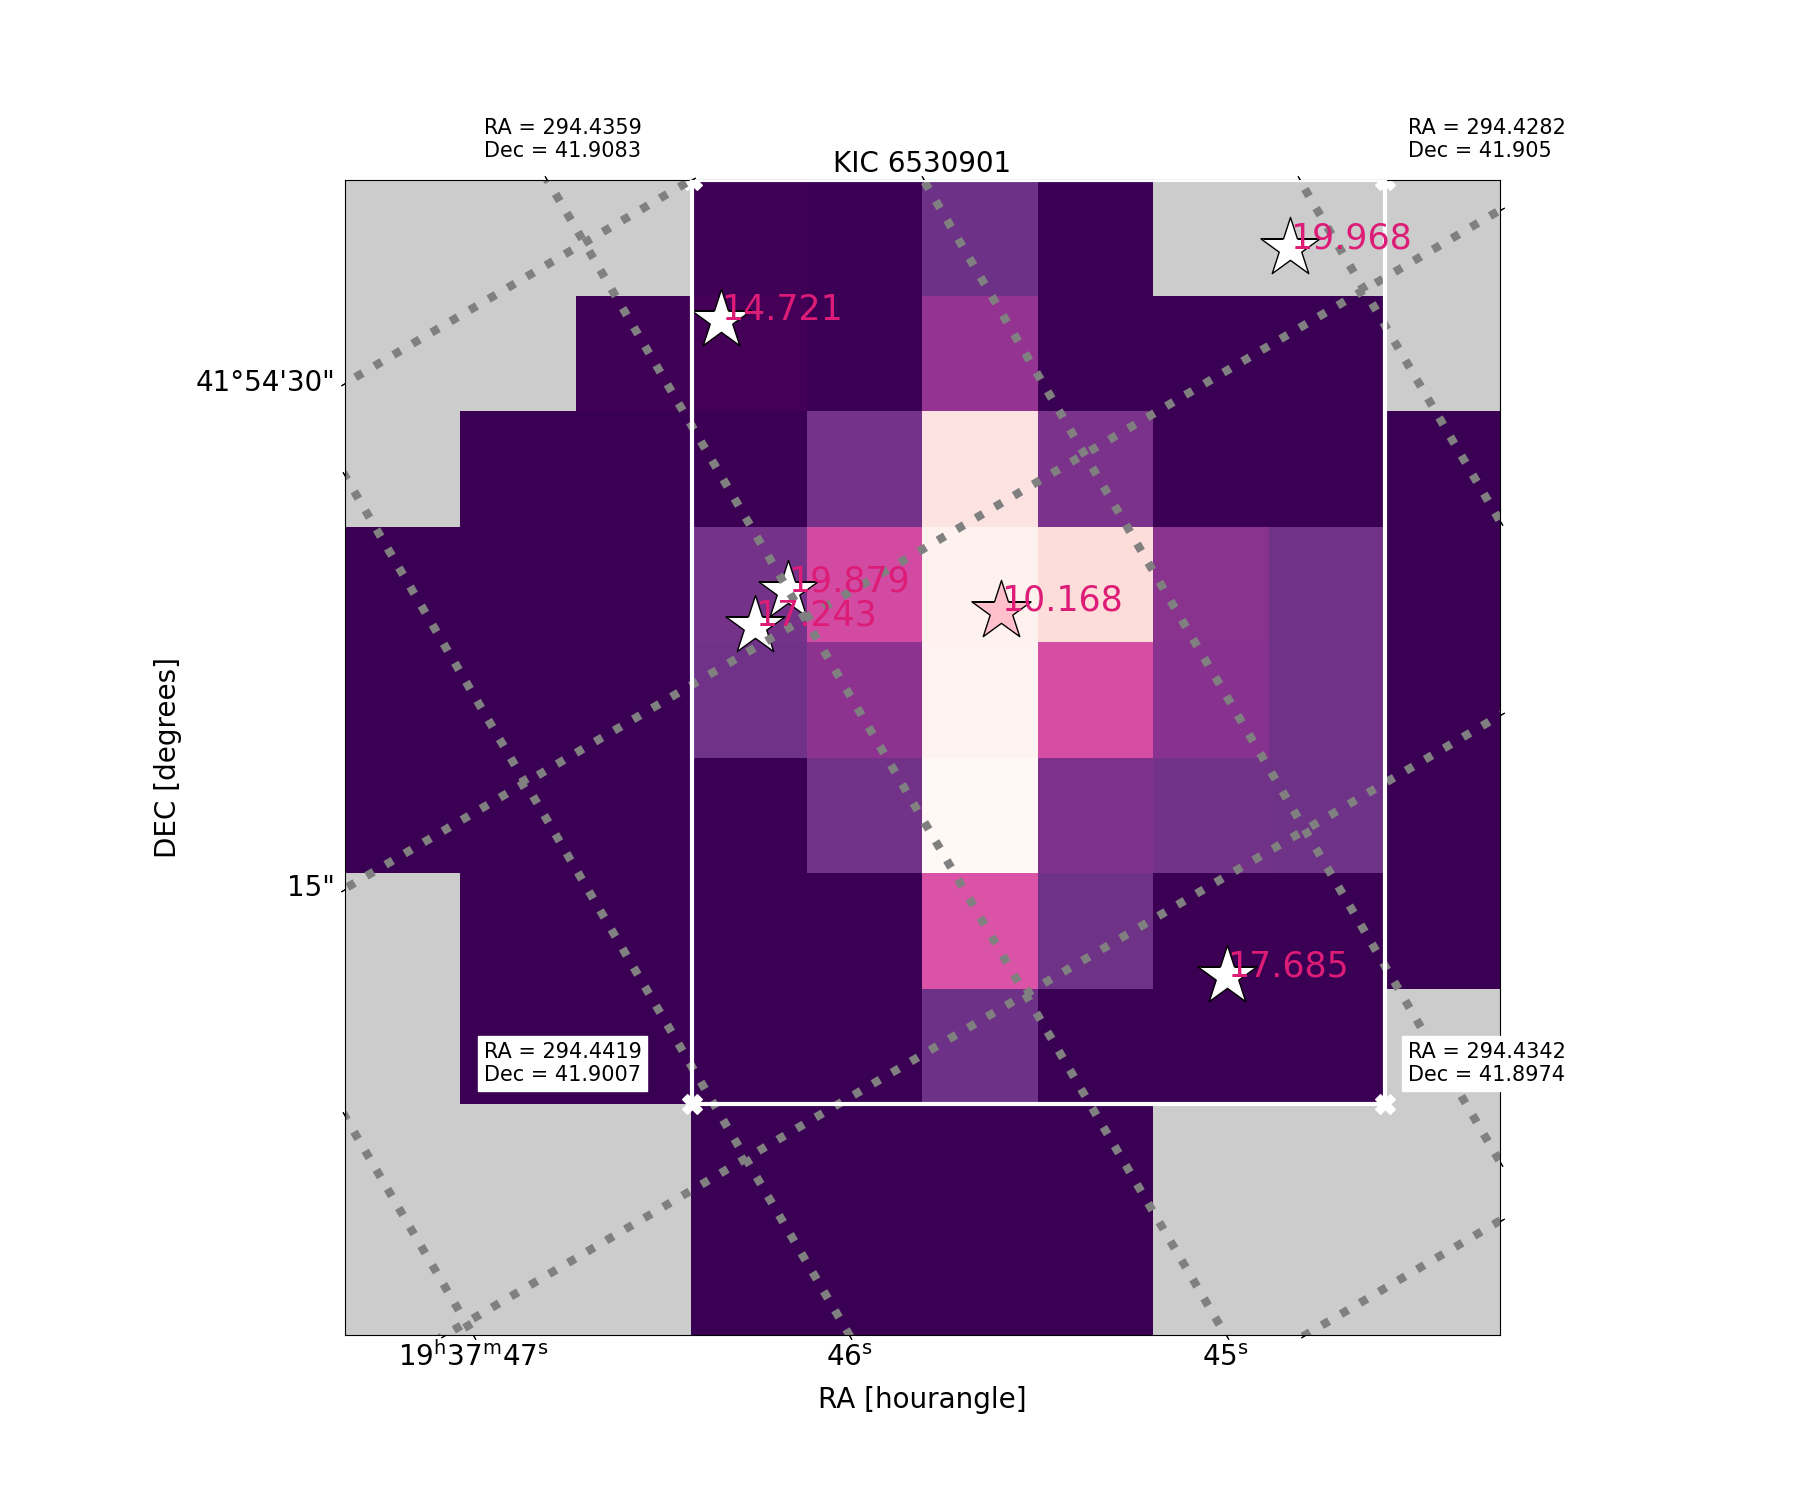 RA = 294.4359
Dec = 41.9083
RA = 294.4282
Dec = 41.905
KIC 6530901
19.968
14.721
41°54'30"
19.879
10.168
17.243
DEC [degrees]
15"
17.685
RA = 294.4419
Dec = 41.9007
RA = 294.4342
Dec = 41.8974
19ʰ37ᵐ47ˢ
46ˢ
45ˢ
RA [hourangle]